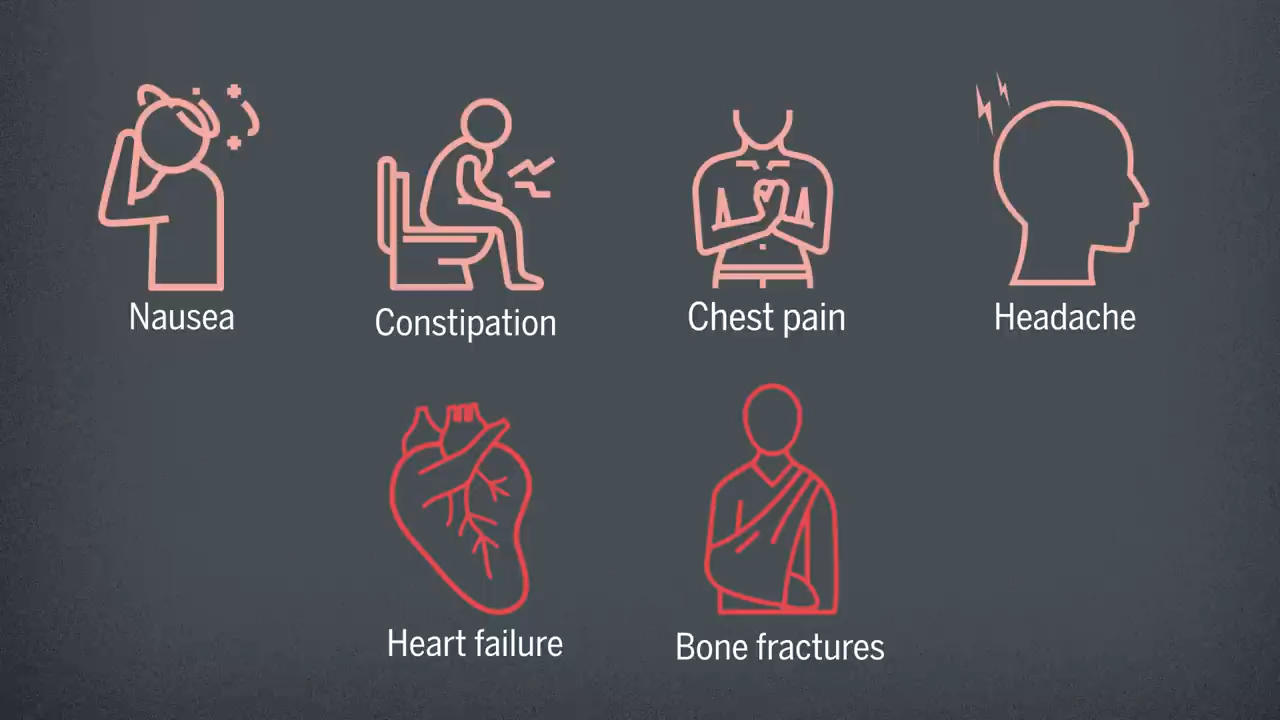 Nausea
Constipation
Chest pain
Headache
Heart failure
Bone fractures